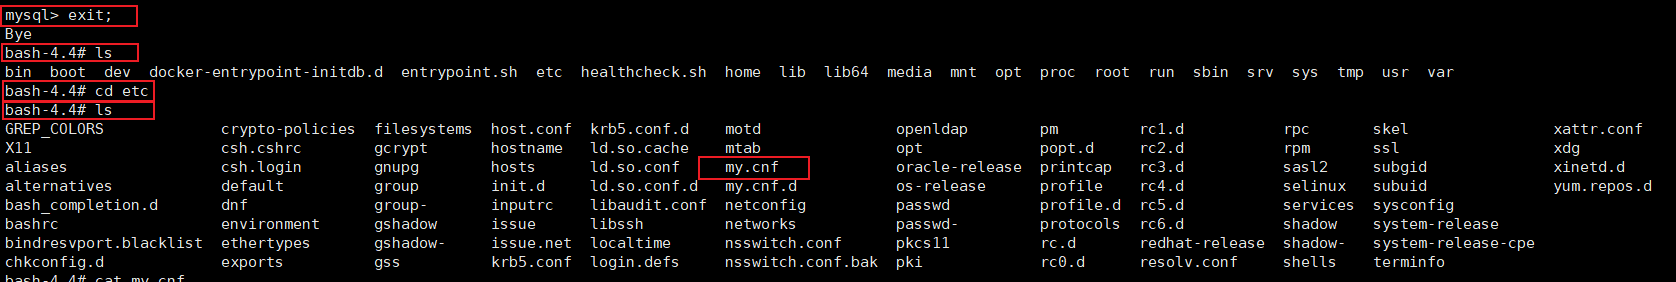 mysql> exit;
Bye
bash-4.4# ls
bin  boot  dev  docker-entrypoint-initdb.d  entrypoint.sh  etc  healthcheck.sh  home  lib  lib64  media  mnt  opt  proc  root  run  sbin  srv  sys  tmp  usr  var
bash-4.4# cd etc
bash-4.4# ls
GREP_COLORS  crypto-policies  filesystems  host.conf  krb5.conf.d  motd  openldap  pm  rc1.d  rpc  skel  xattr.conf
X11  csh.cshrc  gcrypt  hostname  ld.so.cache  mtab  opt  popt.d  rc2.d  rpm  ssl  xdg
aliases  csh.login  gnupg  hosts  ld.so.conf  my.cnf  oracle-release  printcap  rc3.d  sasl2  subgid  xinetd.d
alternatives  default  group  init.d  ld.so.conf.d  my.cnf.d  os-release  profile  rc4.d  selinux  subuid  yum.repos.d
bash_completion.d  dnf  group-  inputrc  libaudit.conf  netconfig  passwd  profile.d  rc5.d  services  sysconfig
bashrc  environment  gshadow  issue  libssh  networks  passwd-  protocols  rc6.d  shadow  system-release
bindresvport.blacklist  ethertypes  gshadow-  issue.net  localtime  nsswitch.conf  pkcs11  rc.d  redhat-release  shadow-  system-release-cpe
chkconfig.d  exports  gss  krb5.conf  login.defs  nsswitch.conf.bak  pki  rc0.d  resolv.conf  shells  terminfo
bash-4.4# cat my.cnf